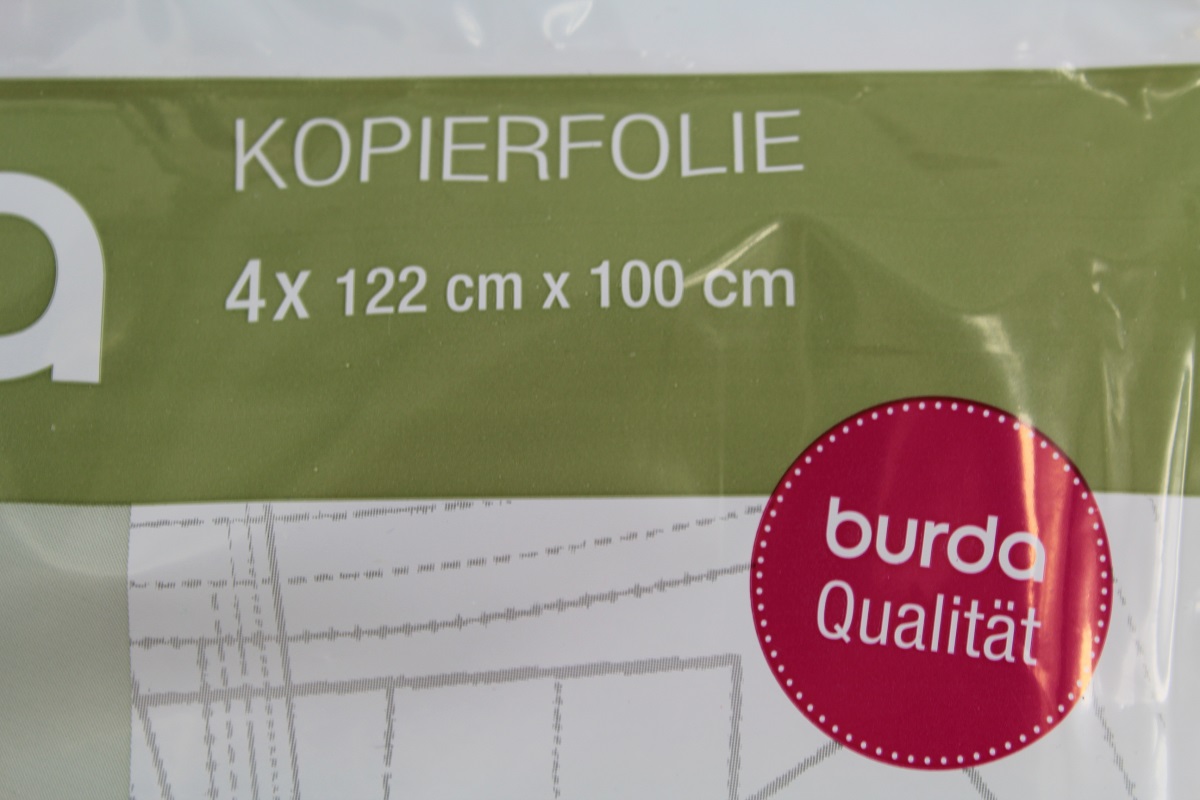 KOPIERFOLIE
4x 122 cm x 100 cm
burda
Qualität